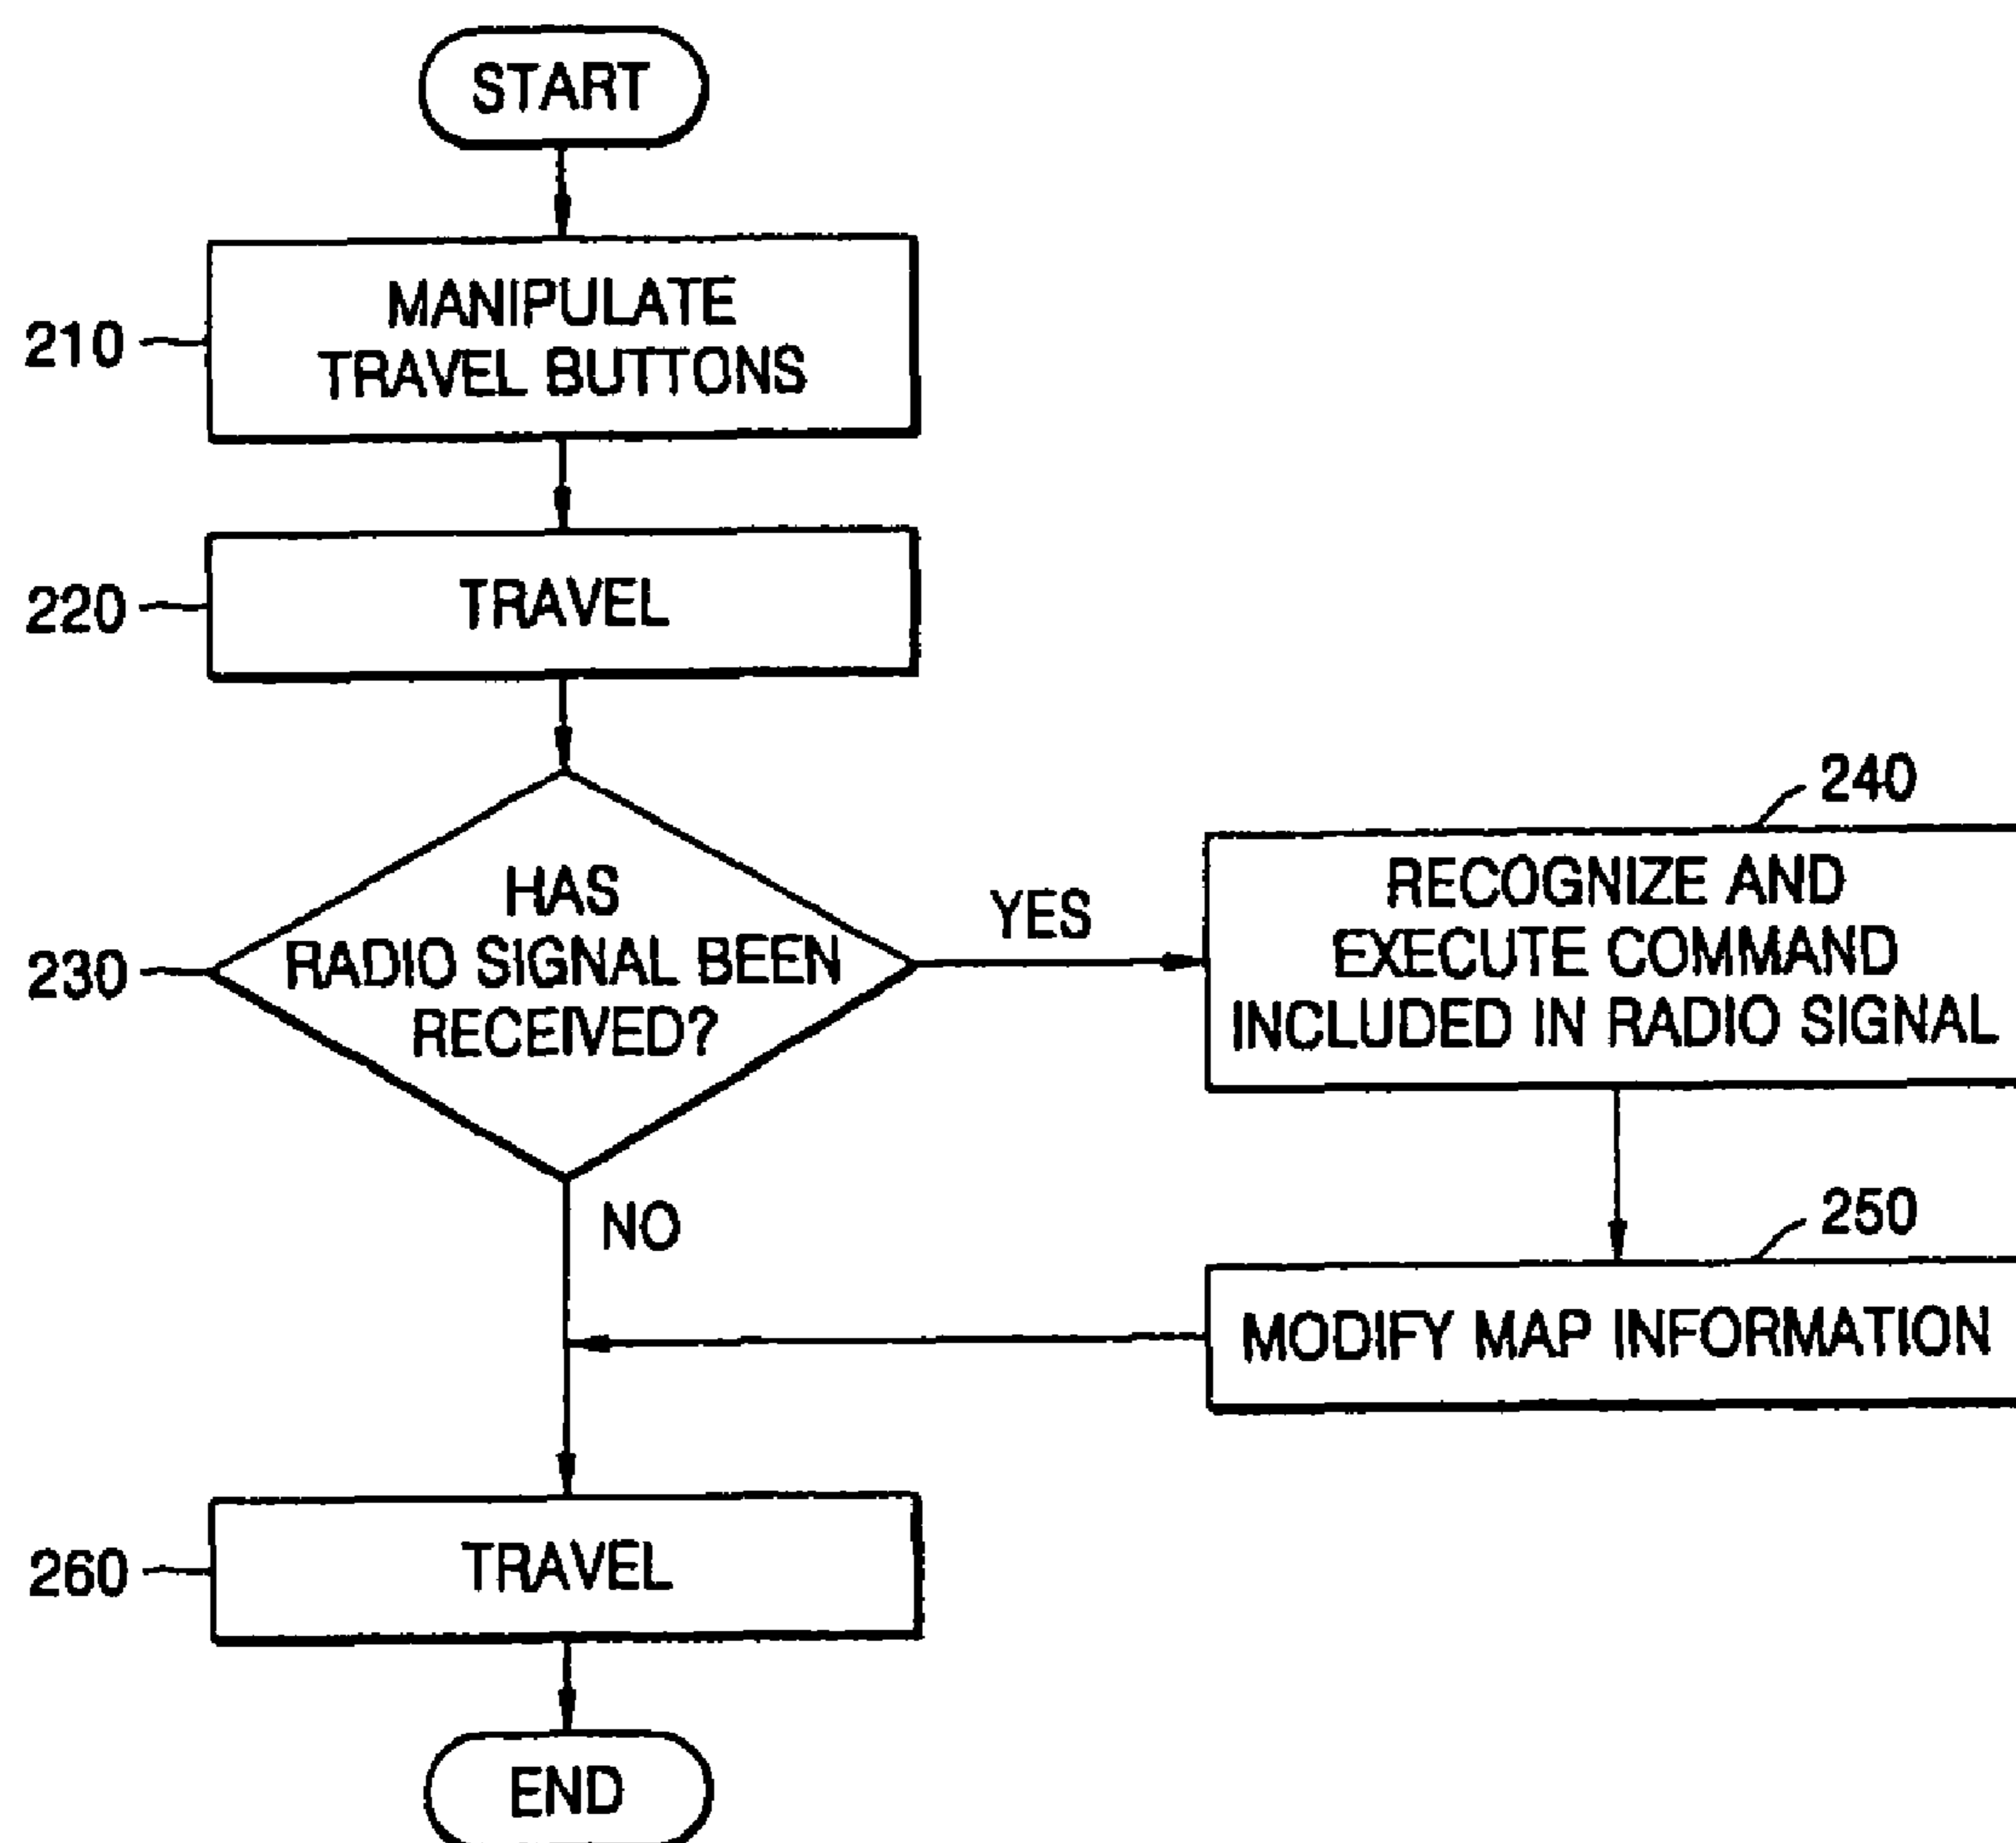 START
210
MANIPULATE
TRAVEL BUTTONS
220
TRAVEL
230
HAS
RADIO SIGNAL BEEN
RECEIVED?
YES
240
RECOGNIZE AND
EXECUTE COMMAND
INCLUDED IN RADIO SIGNAL
NO
250
MODIFY MAP INFORMATION
260
TRAVEL
END